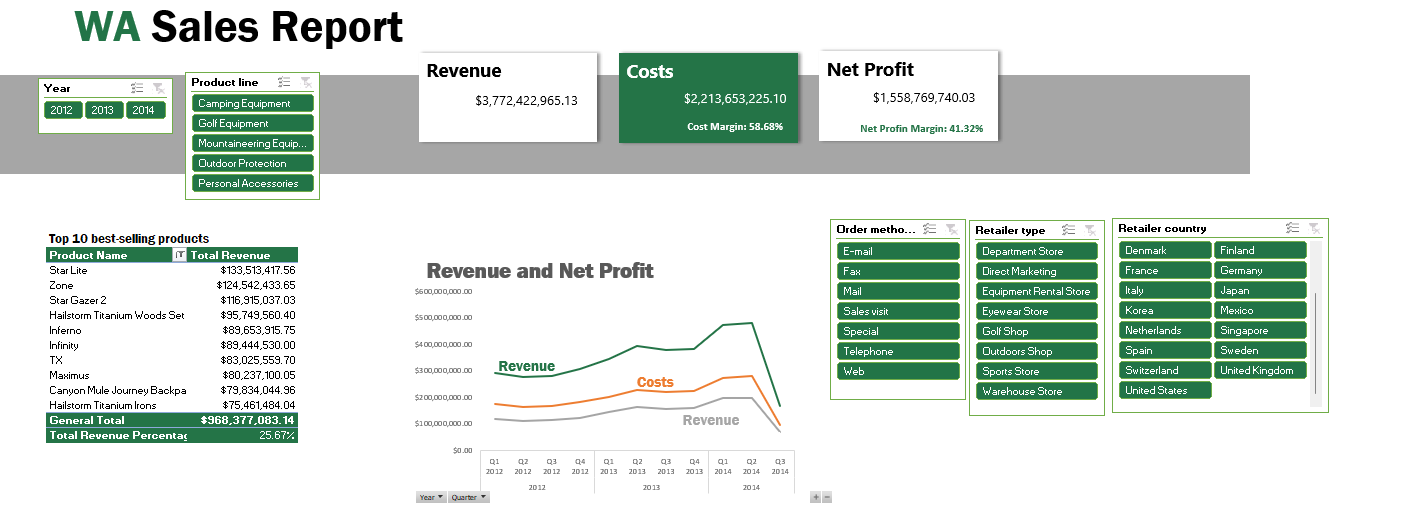 WA Sales Report
Year
2012 2013 2014
Product line
Camping Equipment
Golf Equipment
Mountaineering Equip...
Outdoor Protection
Personal Accessories
Revenue
$3,772,422,965.13
Costs
$2,213,653,225.10
Cost Margin: 58.68%
Net Profit
$1,558,769,740.03
Net Profin Margin: 41.32%
Top 10 best-selling products
Product Name Total Revenue
Star Lite $133,513,417.56
Zone $124,542,433.65
Star Gazer 2 $116,915,037.03
Hailstorm Titanium Woods Set $95,749,560.40
Inferno $89,653,915.75
Infinity $89,444,530.00
TX $83,025,559.70
Maximus $80,237,100.05
Canyon Mule Journey Backpa $79,834,044.96
Hailstorm Titanium Irons $75,461,484.04
General Total $968,377,083.14
Total Revenue Percentag 25.67%
Revenue and Net Profit
$600,000,000.00
$500,000,000.00
$400,000,000.00
$300,000,000.00
$200,000,000.00
$100,000,000.00
$0.00
Revenue
Costs
Revenue
Q1 Q2 Q3 Q4 Q1 Q2 Q3 Q4 Q1 Q2 Q3
2012 2012 2012 2012 2013 2013 2013 2013 2014 2014 2014
2012 2013 2014
Year Quarter
Order metho...
E-mail
Fax
Mail
Sales visit
Special
Telephone
Web
Retailer type
Department Store
Direct Marketing
Equipment Rental Store
Eyewear Store
Golf Shop
Outdoors Shop
Sports Store
Warehouse Store
Retailer country
Denmark Finland
France Germany
Italy Japan
Korea Mexico
Netherlands Singapore
Spain Sweden
Switzerland United Kingdom
United States